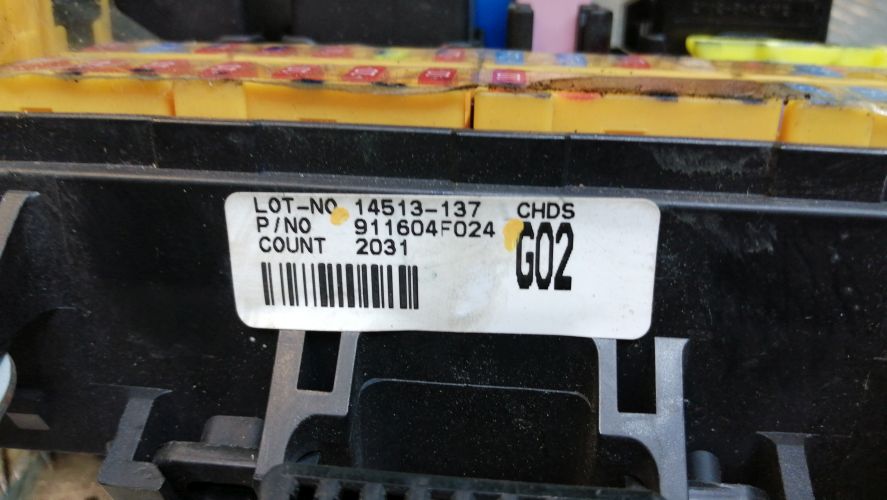 LOT-NO 14513-137 CHDS
P/NO 911604F024
COUNT 2031
G02